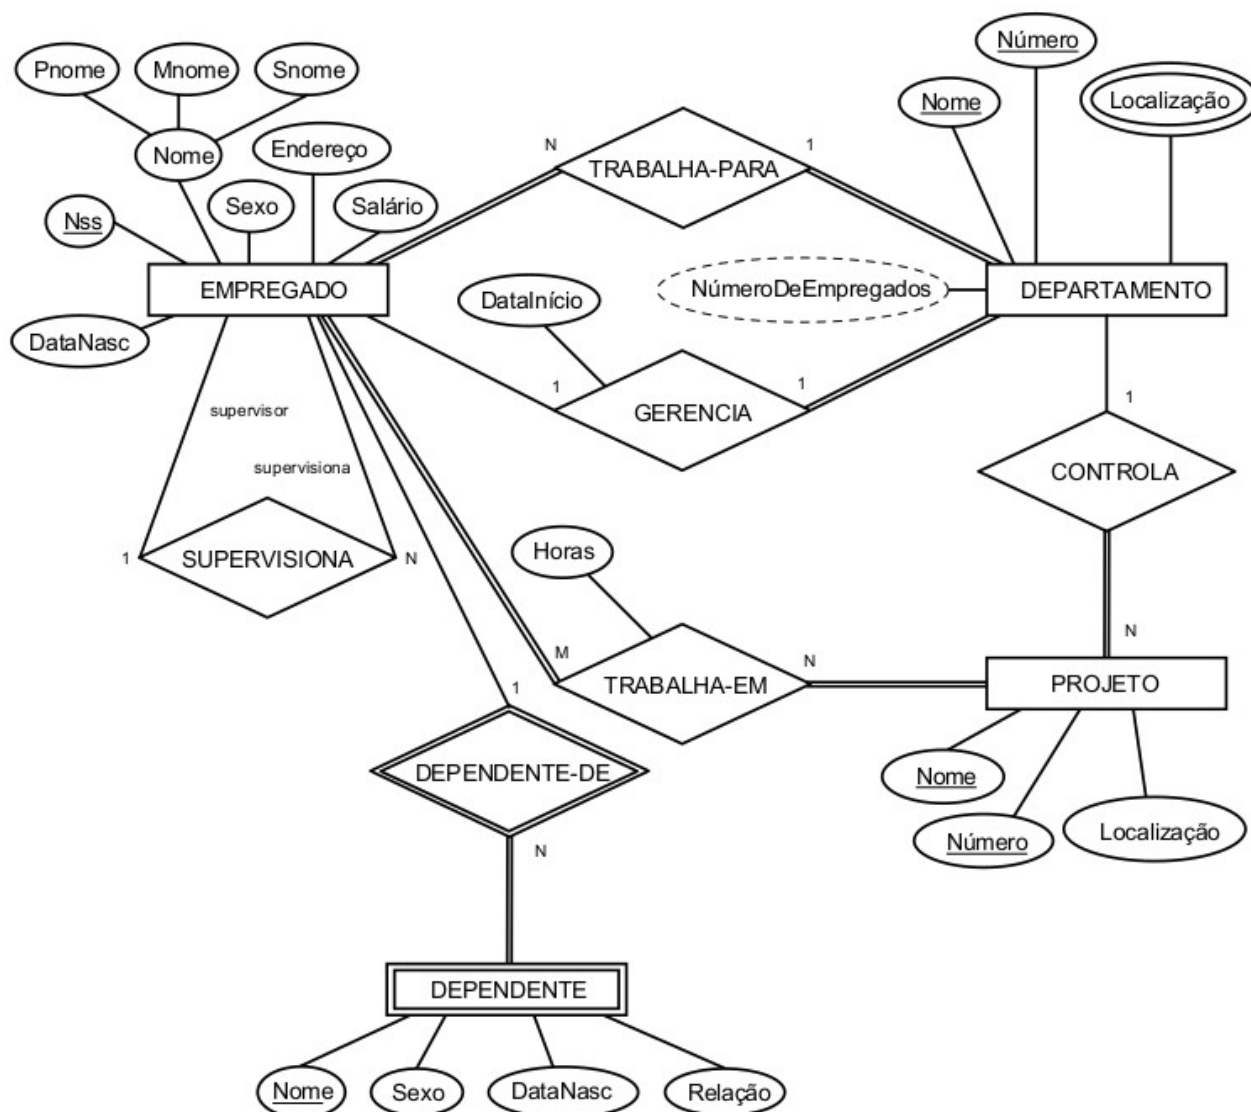 Número
Pnome
Mnome
Snome
Nome
Localização
Nome
Endereço
N
TRABALHA-PARA
1
Nss
Sexo
Salário
EMPREGADO
DataInício
NúmeroDeEmpregados
DEPARTAMENTO
DataNasc
1
GERENCIA
1
1
supervisor
supervisiona
CONTROLA
1
SUPERVISIONA
N
Horas
M
TRABALHA-EM
N
N
PROJETO
1
DEPENDENTE-DE
Nome
Número
Localização
N
DEPENDENTE
Nome
Sexo
DataNasc
Relação